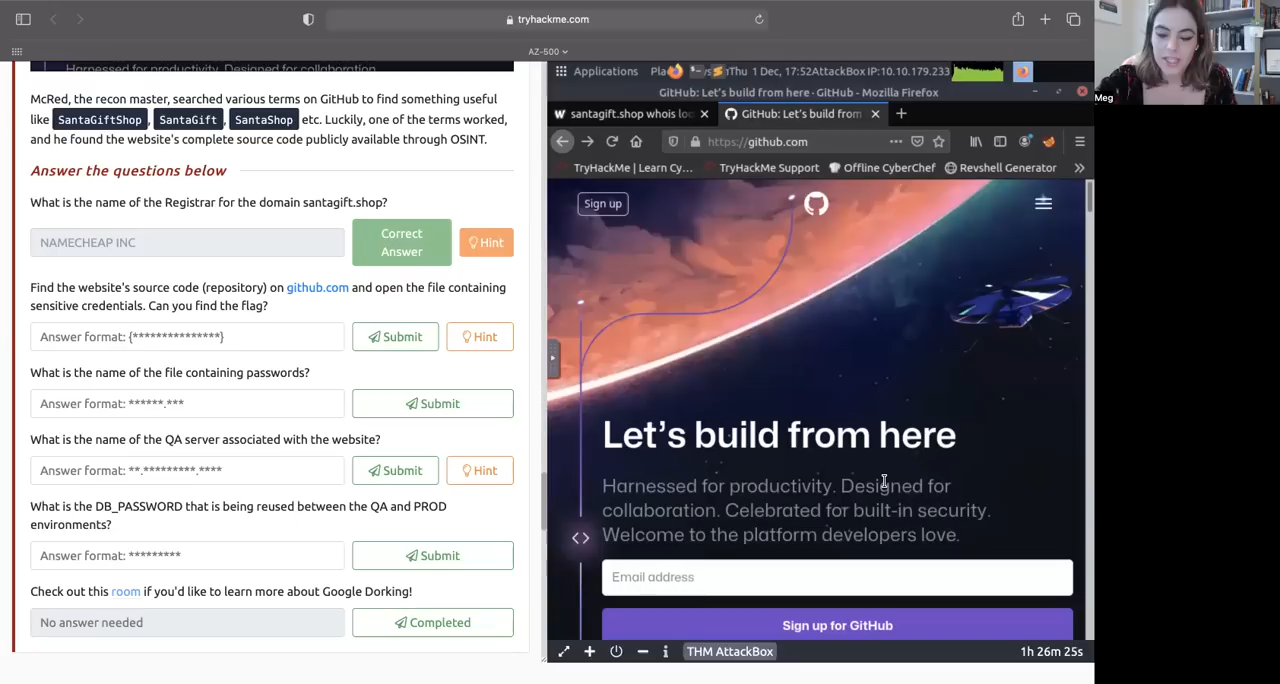 tryhackme.com
AZ-500
Harnessed for productivity. Designed for collaboration.
McRed, the recon master, searched various terms on GitHub to find something useful
like SantaGiftShop, SantaGift, SantaShop etc. Luckily, one of the terms worked,
and he found the website's complete source code publicly available through OSINT.
Answer the questions below
What is the name of the Registrar for the domain santagift.shop?
NAMECHEAP INC
Correct
Answer
Hint
Find the website's source code (repository) on github.com and open the file containing
sensitive credentials. Can you find the flag?
Answer format: {***************}
Submit
Hint
What is the name of the file containing passwords?
Answer format: ******.***
Submit
What is the name of the QA server associated with the website?
Answer format: **.*********.****
Submit
Hint
What is the DB_PASSWORD that is being reused between the QA and PROD
environments?
Answer format: *********
Submit
Check out this room if you'd like to learn more about Google Dorking!
No answer needed
Completed
Applications
Pla
Thu 1 Dec, 17:52
AttackBox IP:10.10.179.233
GitHub: Let's build from here · GitHub - Mozilla Firefox
santagift.shop whois lo
GitHub: Let's build from
https://github.com
TryHackMe | Learn Cy…
TryHackMe Support
Offline CyberChef
Revshell Generator
Sign up
Let's build from here
Harnessed for productivity. Designed for
collaboration. Celebrated for built-in security.
Welcome to the platform developers love.
Email address
Sign up for GitHub
THM AttackBox
1h 26m 25s
Meg